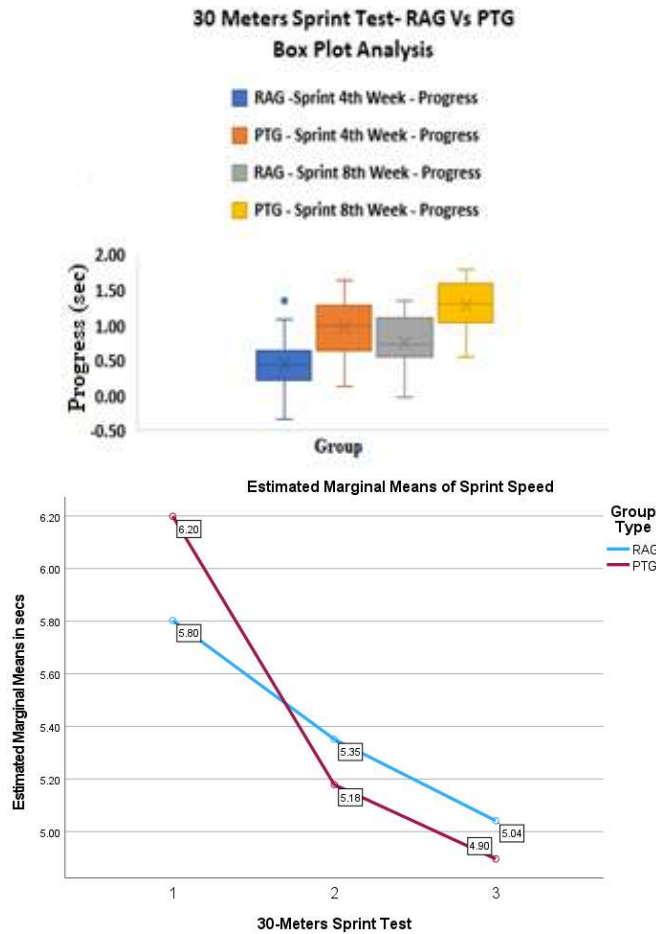 30 Meters Sprint Test- RAG Vs PTG
Box Plot Analysis
RAG -Sprint 4th Week - Progress
PTG - Sprint 4th Week - Progress
RAG - Sprint 8th Week - Progress
PTG - Sprint 8th Week - Progress
Progress (sec)
2.00
1.50
1.00
0.50
0.00
-0.50
Group
Estimated Marginal Means of Sprint Speed
Group
Type
RAG
PTG
Estimated Marginal Means in secs
6.20
6.00
5.80
5.60
5.40
5.20
5.00
6.20
5.80
5.35
5.18
5.04
4.90
1 2 3
30-Meters Sprint Test